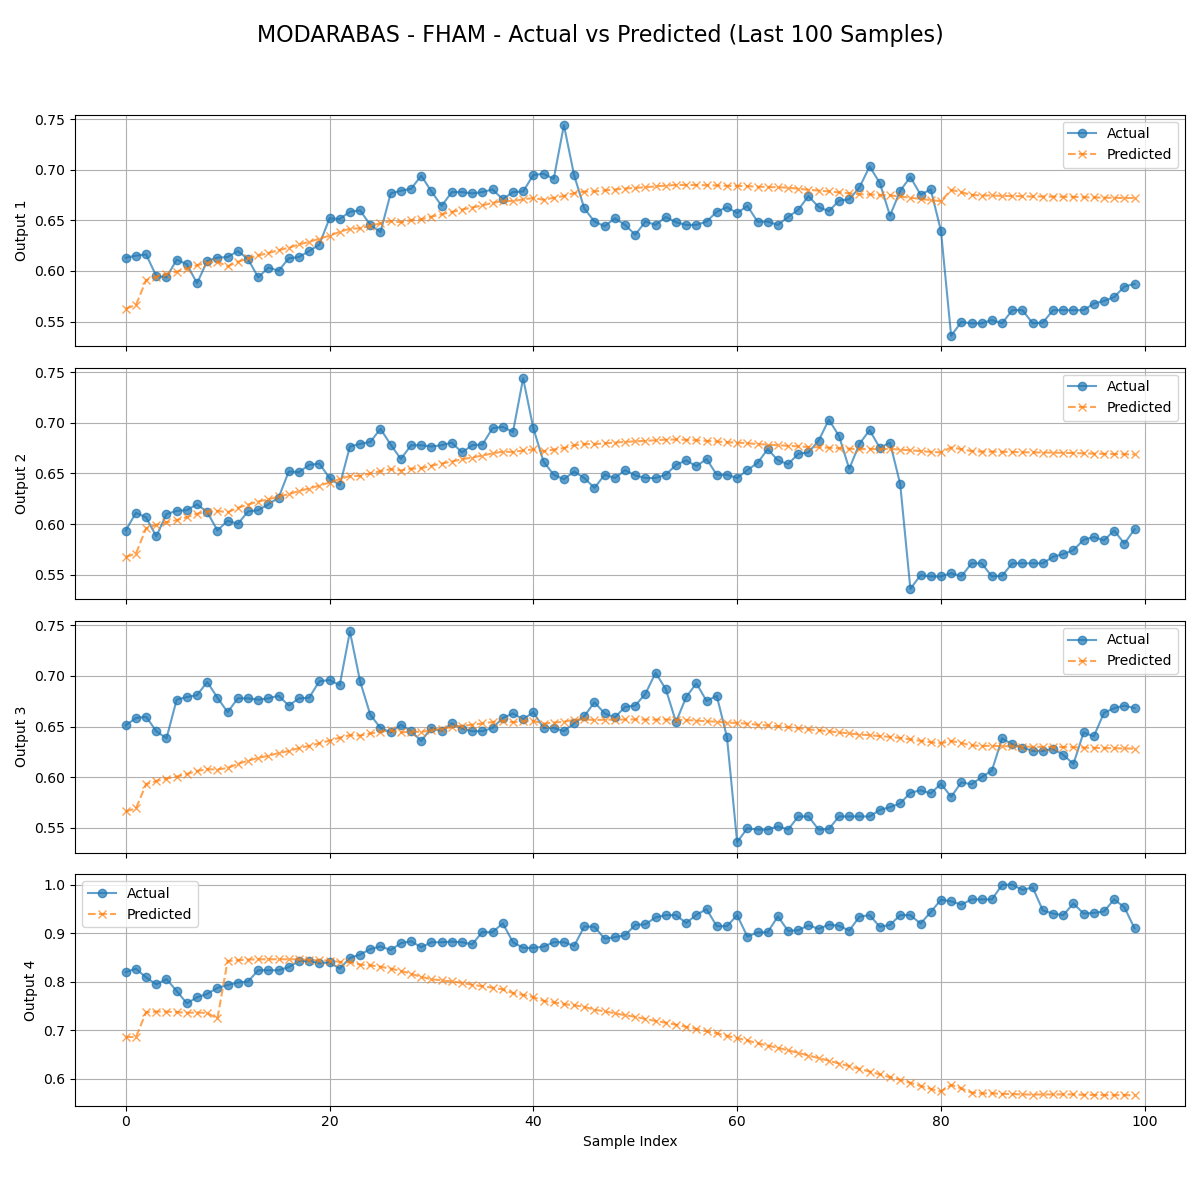 MODARABAS - FHAM - Actual vs Predicted (Last 100 Samples)
0.75
0.70
0.65
0.60
0.55
Output 1
Actual
Predicted
0.75
0.70
0.65
0.60
0.55
Output 2
Actual
Predicted
0.75
0.70
0.65
0.60
0.55
Output 3
Actual
Predicted
1.0
0.9
0.8
0.7
0.6
Output 4
Actual
Predicted
0 20 40 60 80 100
Sample Index